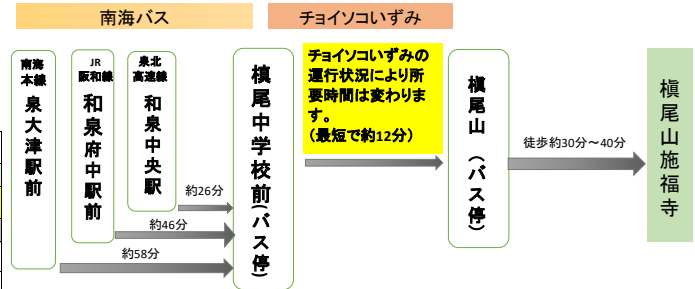 南海バス
チョイソコいずみ
南海
本線
泉大津駅前
JR
阪和線
和泉府中駅前
泉北
高速線
和泉中央駅
約26分
約46分
約58分
槇尾中学校前(バス停)
チョイソコいずみの
運行状況により所
要時間は変わりま
す。
(最短で約12分)
槇尾山 (バス停)
徒歩約30分～40分
槇尾山施福寺